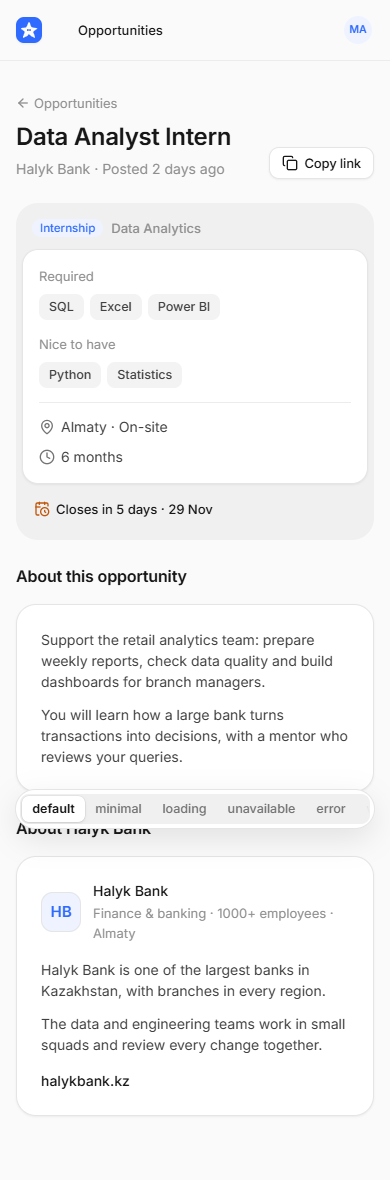 Opportunities
MA
Opportunities
Data Analyst Intern
Halyk Bank · Posted 2 days ago
Copy link
Internship
Data Analytics
Required
SQL
Excel
Power BI
Nice to have
Python
Statistics
Almaty · On-site
6 months
Closes in 5 days · 29 Nov
About this opportunity
Support the retail analytics team: prepare
weekly reports, check data quality and build
dashboards for branch managers.
You will learn how a large bank turns
transactions into decisions, with a mentor who
reviews your queries.
default
minimal
loading
unavailable
error
About Halyk Bank
HB
Halyk Bank
Finance & banking · 1000+ employees ·
Almaty
Halyk Bank is one of the largest banks in
Kazakhstan, with branches in every region.
The data and engineering teams work in small
squads and review every change together.
halykbank.kz